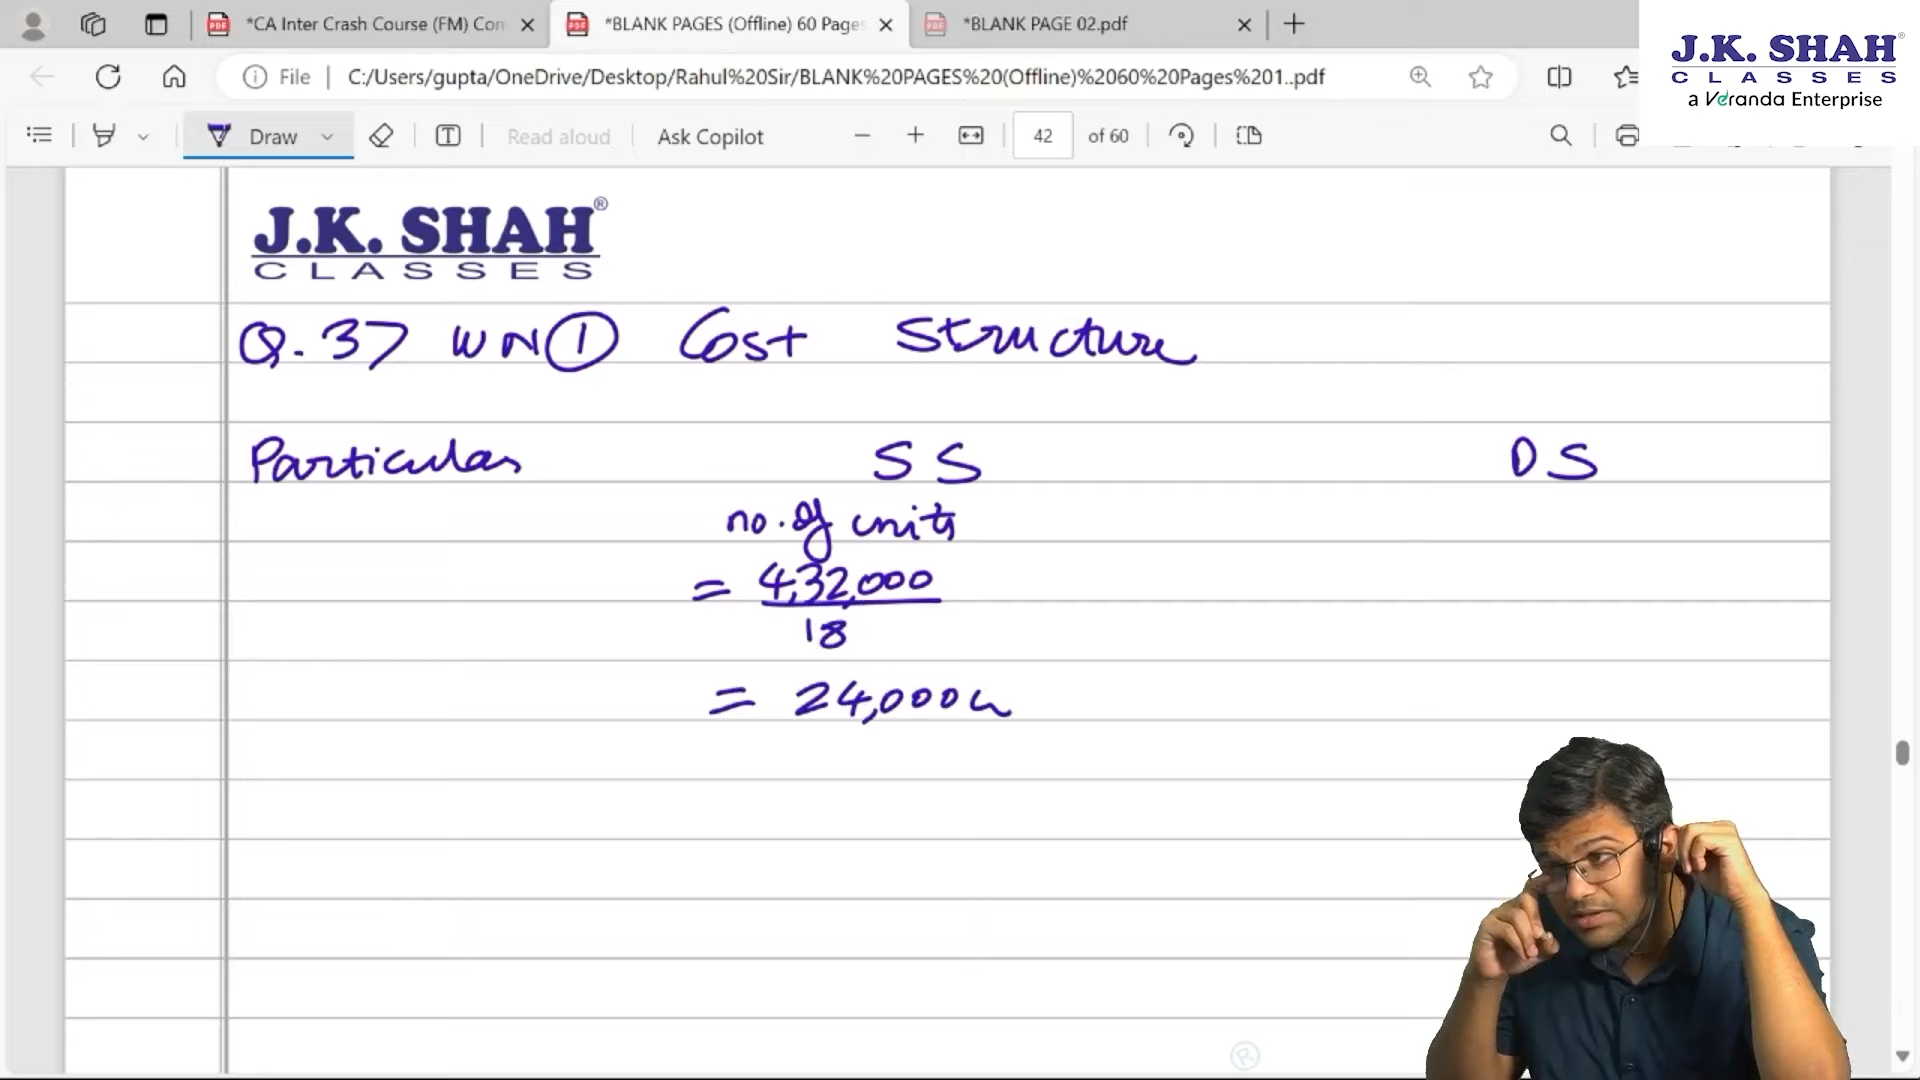 *CA Inter Crash Course (FM) Con
*BLANK PAGES (Offline) 60 Pages
*BLANK PAGE 02.pdf
File
C:/Users/gupta/OneDrive/Desktop/Rahul%20Sir/BLANK%20PAGES%20(Offline)%2060%20Pages%201..pdf
J.K. SHAH®
CLASSES
a Veranda Enterprise
Draw
Read aloud
Ask Copilot
42 of 60
J.K. SHAH®
CLASSES
Q.37 WN① Cost Structure
Particulas SS DS
no. of units
= 4,32,000
18
= 24,000u
®